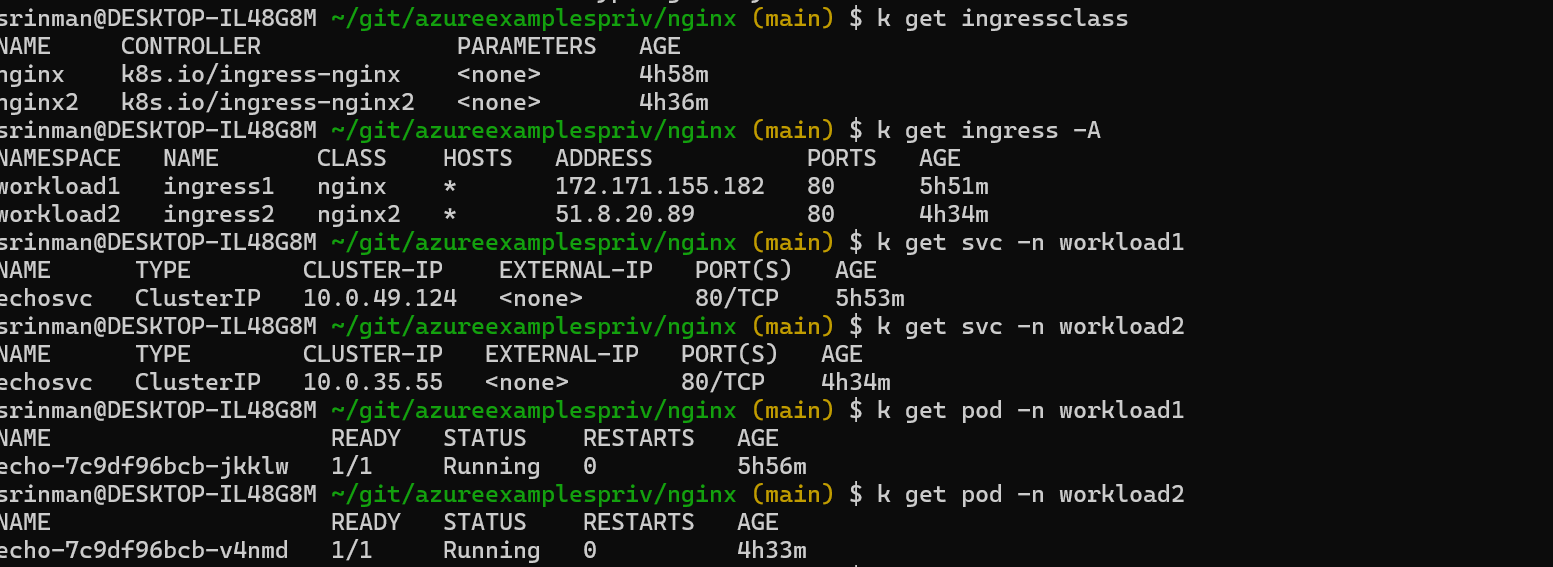 srinman@DESKTOP-IL48G8M ~/git/azureexamplespriv/nginx (main) $ k get ingressclass
NAME CONTROLLER PARAMETERS AGE
nginx k8s.io/ingress-nginx <none> 4h58m
nginx2 k8s.io/ingress-nginx2 <none> 4h36m
srinman@DESKTOP-IL48G8M ~/git/azureexamplespriv/nginx (main) $ k get ingress -A
NAMESPACE NAME CLASS HOSTS ADDRESS PORTS AGE
workload1 ingress1 nginx * 172.171.155.182 80 5h51m
workload2 ingress2 nginx2 * 51.8.20.89 80 4h34m
srinman@DESKTOP-IL48G8M ~/git/azureexamplespriv/nginx (main) $ k get svc -n workload1
NAME TYPE CLUSTER-IP EXTERNAL-IP PORT(S) AGE
echosvc ClusterIP 10.0.49.124 <none> 80/TCP 5h53m
srinman@DESKTOP-IL48G8M ~/git/azureexamplespriv/nginx (main) $ k get svc -n workload2
NAME TYPE CLUSTER-IP EXTERNAL-IP PORT(S) AGE
echosvc ClusterIP 10.0.35.55 <none> 80/TCP 4h34m
srinman@DESKTOP-IL48G8M ~/git/azureexamplespriv/nginx (main) $ k get pod -n workload1
NAME READY STATUS RESTARTS AGE
echo-7c9df96bcb-jkklw 1/1 Running 0 5h56m
srinman@DESKTOP-IL48G8M ~/git/azureexamplespriv/nginx (main) $ k get pod -n workload2
NAME READY STATUS RESTARTS AGE
echo-7c9df96bcb-v4nmd 1/1 Running 0 4h33m